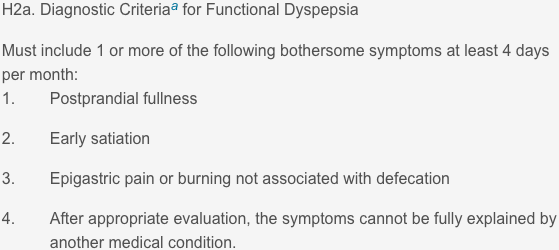 H2a. Diagnostic Criteriaa for Functional Dyspepsia
Must include 1 or more of the following bothersome symptoms at least 4 days
per month:
1. Postprandial fullness
2. Early satiation
3. Epigastric pain or burning not associated with defecation
4. After appropriate evaluation, the symptoms cannot be fully explained by
another medical condition.